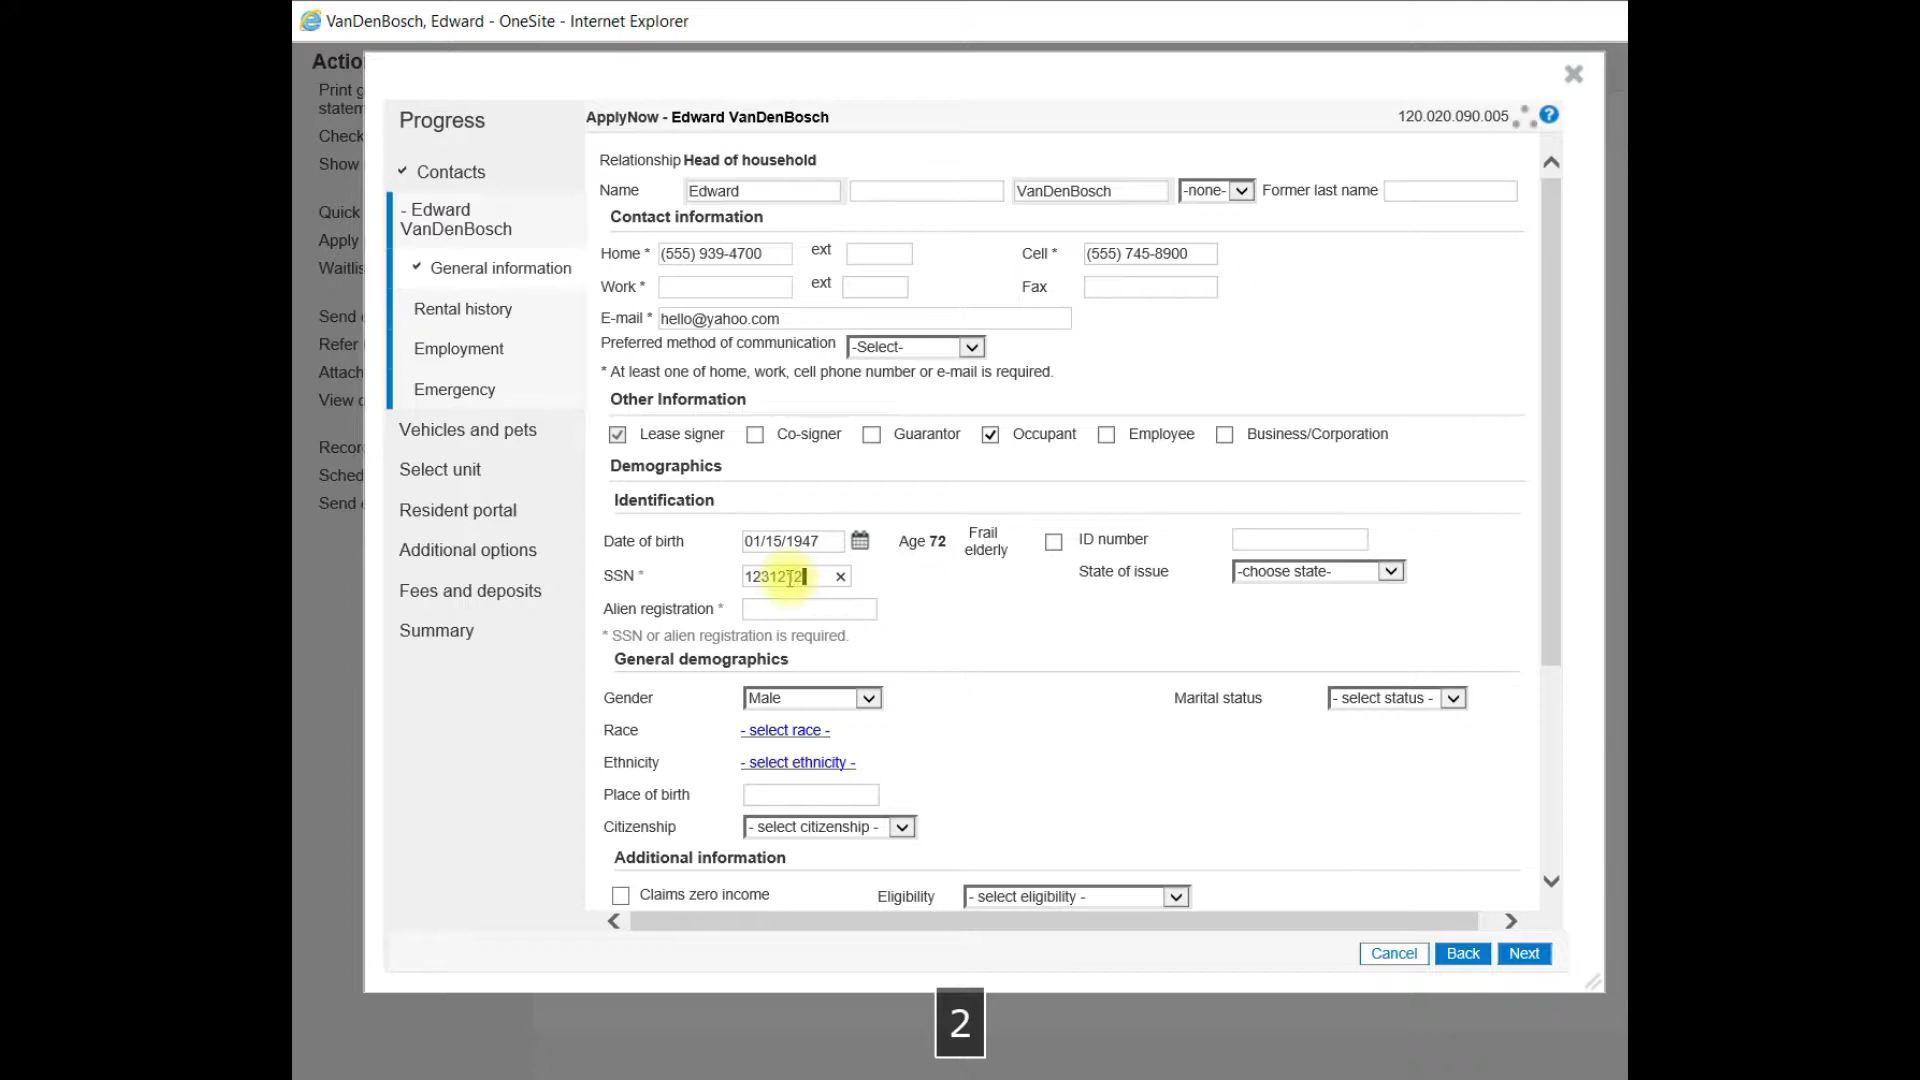 VanDenBosch, Edward - OneSite - Internet Explorer
Actio
Print g
statem
Check
Show
Quick
Apply
Waitlis
Send
Refer
Attach
View
Recor
Sched
Send
Progress
Contacts
- Edward
VanDenBosch
General information
Rental history
Employment
Emergency
Vehicles and pets
Select unit
Resident portal
Additional options
Fees and deposits
Summary
ApplyNow - Edward VanDenBosch
120.020.090.005
?
Relationship Head of household
Name Edward VanDenBosch -none- Former last name
Contact information
Home * (555) 939-4700 ext Cell * (555) 745-8900
Work * ext Fax
E-mail * hello@yahoo.com
Preferred method of communication -Select-
* At least one of home, work, cell phone number or e-mail is required.
Other Information
Lease signer Co-signer Guarantor Occupant Employee Business/Corporation
Demographics
Identification
Date of birth 01/15/1947 Age 72 Frail elderly ID number
SSN * State of issue -choose state-
Alien registration *
* SSN or alien registration is required.
General demographics
Gender Male Marital status - select status -
Race - select race -
Ethnicity - select ethnicity -
Place of birth
Citizenship - select citizenship -
Additional information
Claims zero income Eligibility - select eligibility -
Cancel Back Next
2